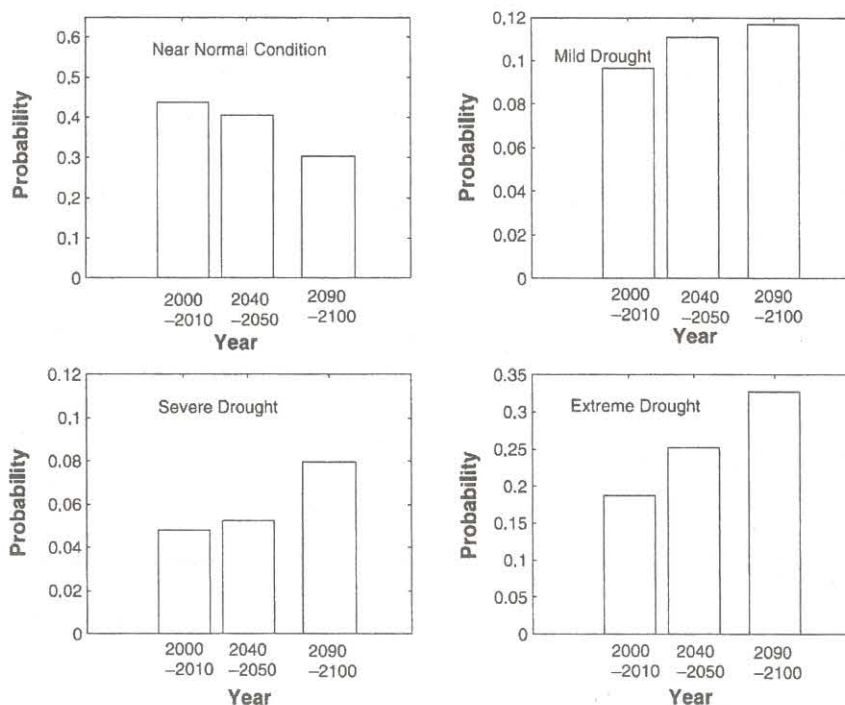 0.6
0.5
0.4
0.3
0.2
0.1
0
Probability
Near Normal Condition
2000 2040 2090
–2010 –2050 –2100
Year
0.12
0.1
0.08
0.06
0.04
0.02
0
Probability
Mild Drought
2000 2040 2090
–2010 –2050 –2100
Year
0.12
0.1
0.08
0.06
0.04
0.02
0
Probability
Severe Drought
2000 2040 2090
–2010 –2050 –2100
Year
0.35
0.3
0.25
0.2
0.15
0.1
0.05
0
Probability
Extreme Drought
2000 2040 2090
–2010 –2050 –2100
Year